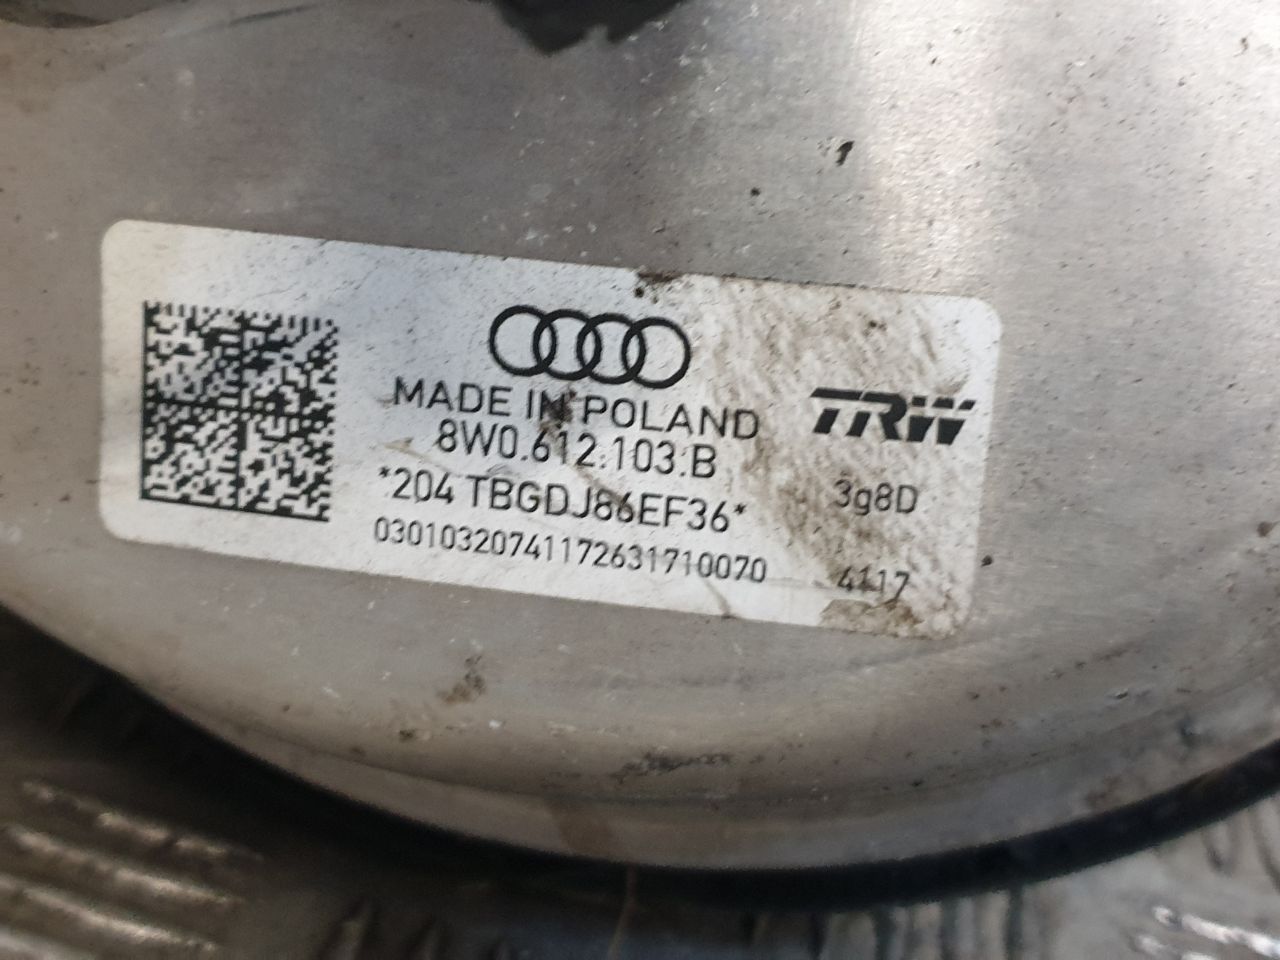 MADE IN POLAND
8W0.612.103.B
*204 TBGDJ86EF36*
03010320741172631710070
TRW
3g8D
4117